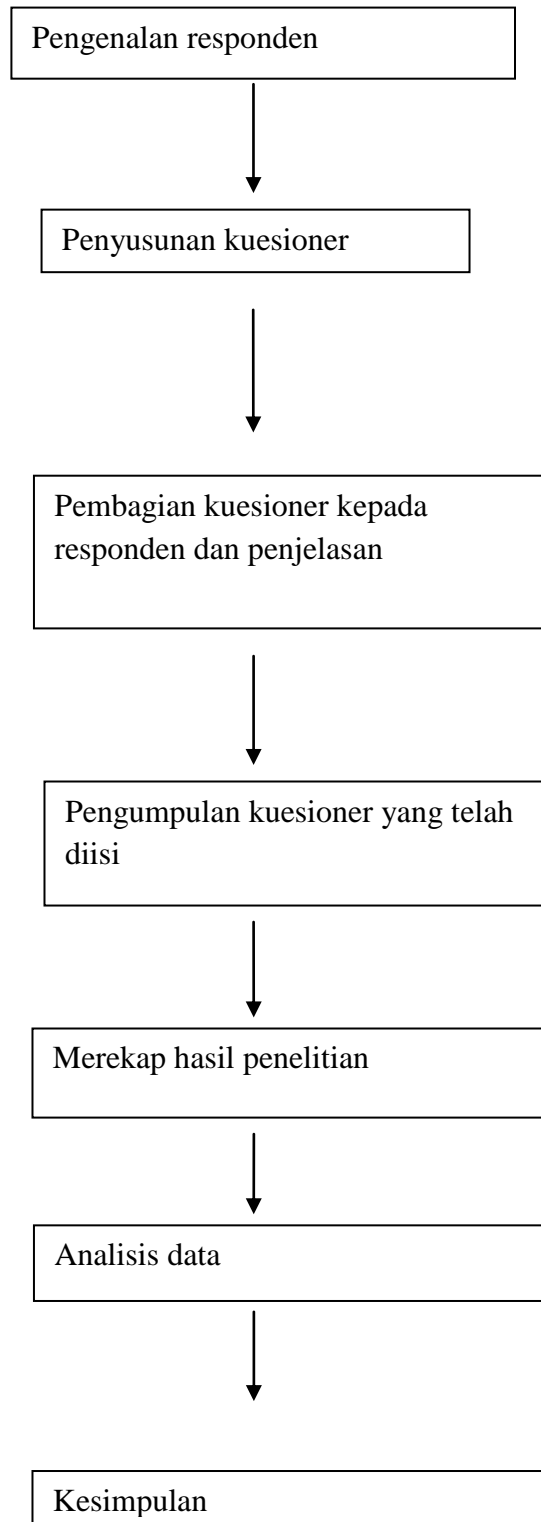 Pengenalan responden
Penyusunan kuesioner
Pembagian kuesioner kepada
responden dan penjelasan
Pengumpulan kuesioner yang telah
diisi
Merekap hasil penelitian
Analisis data
Kesimpulan